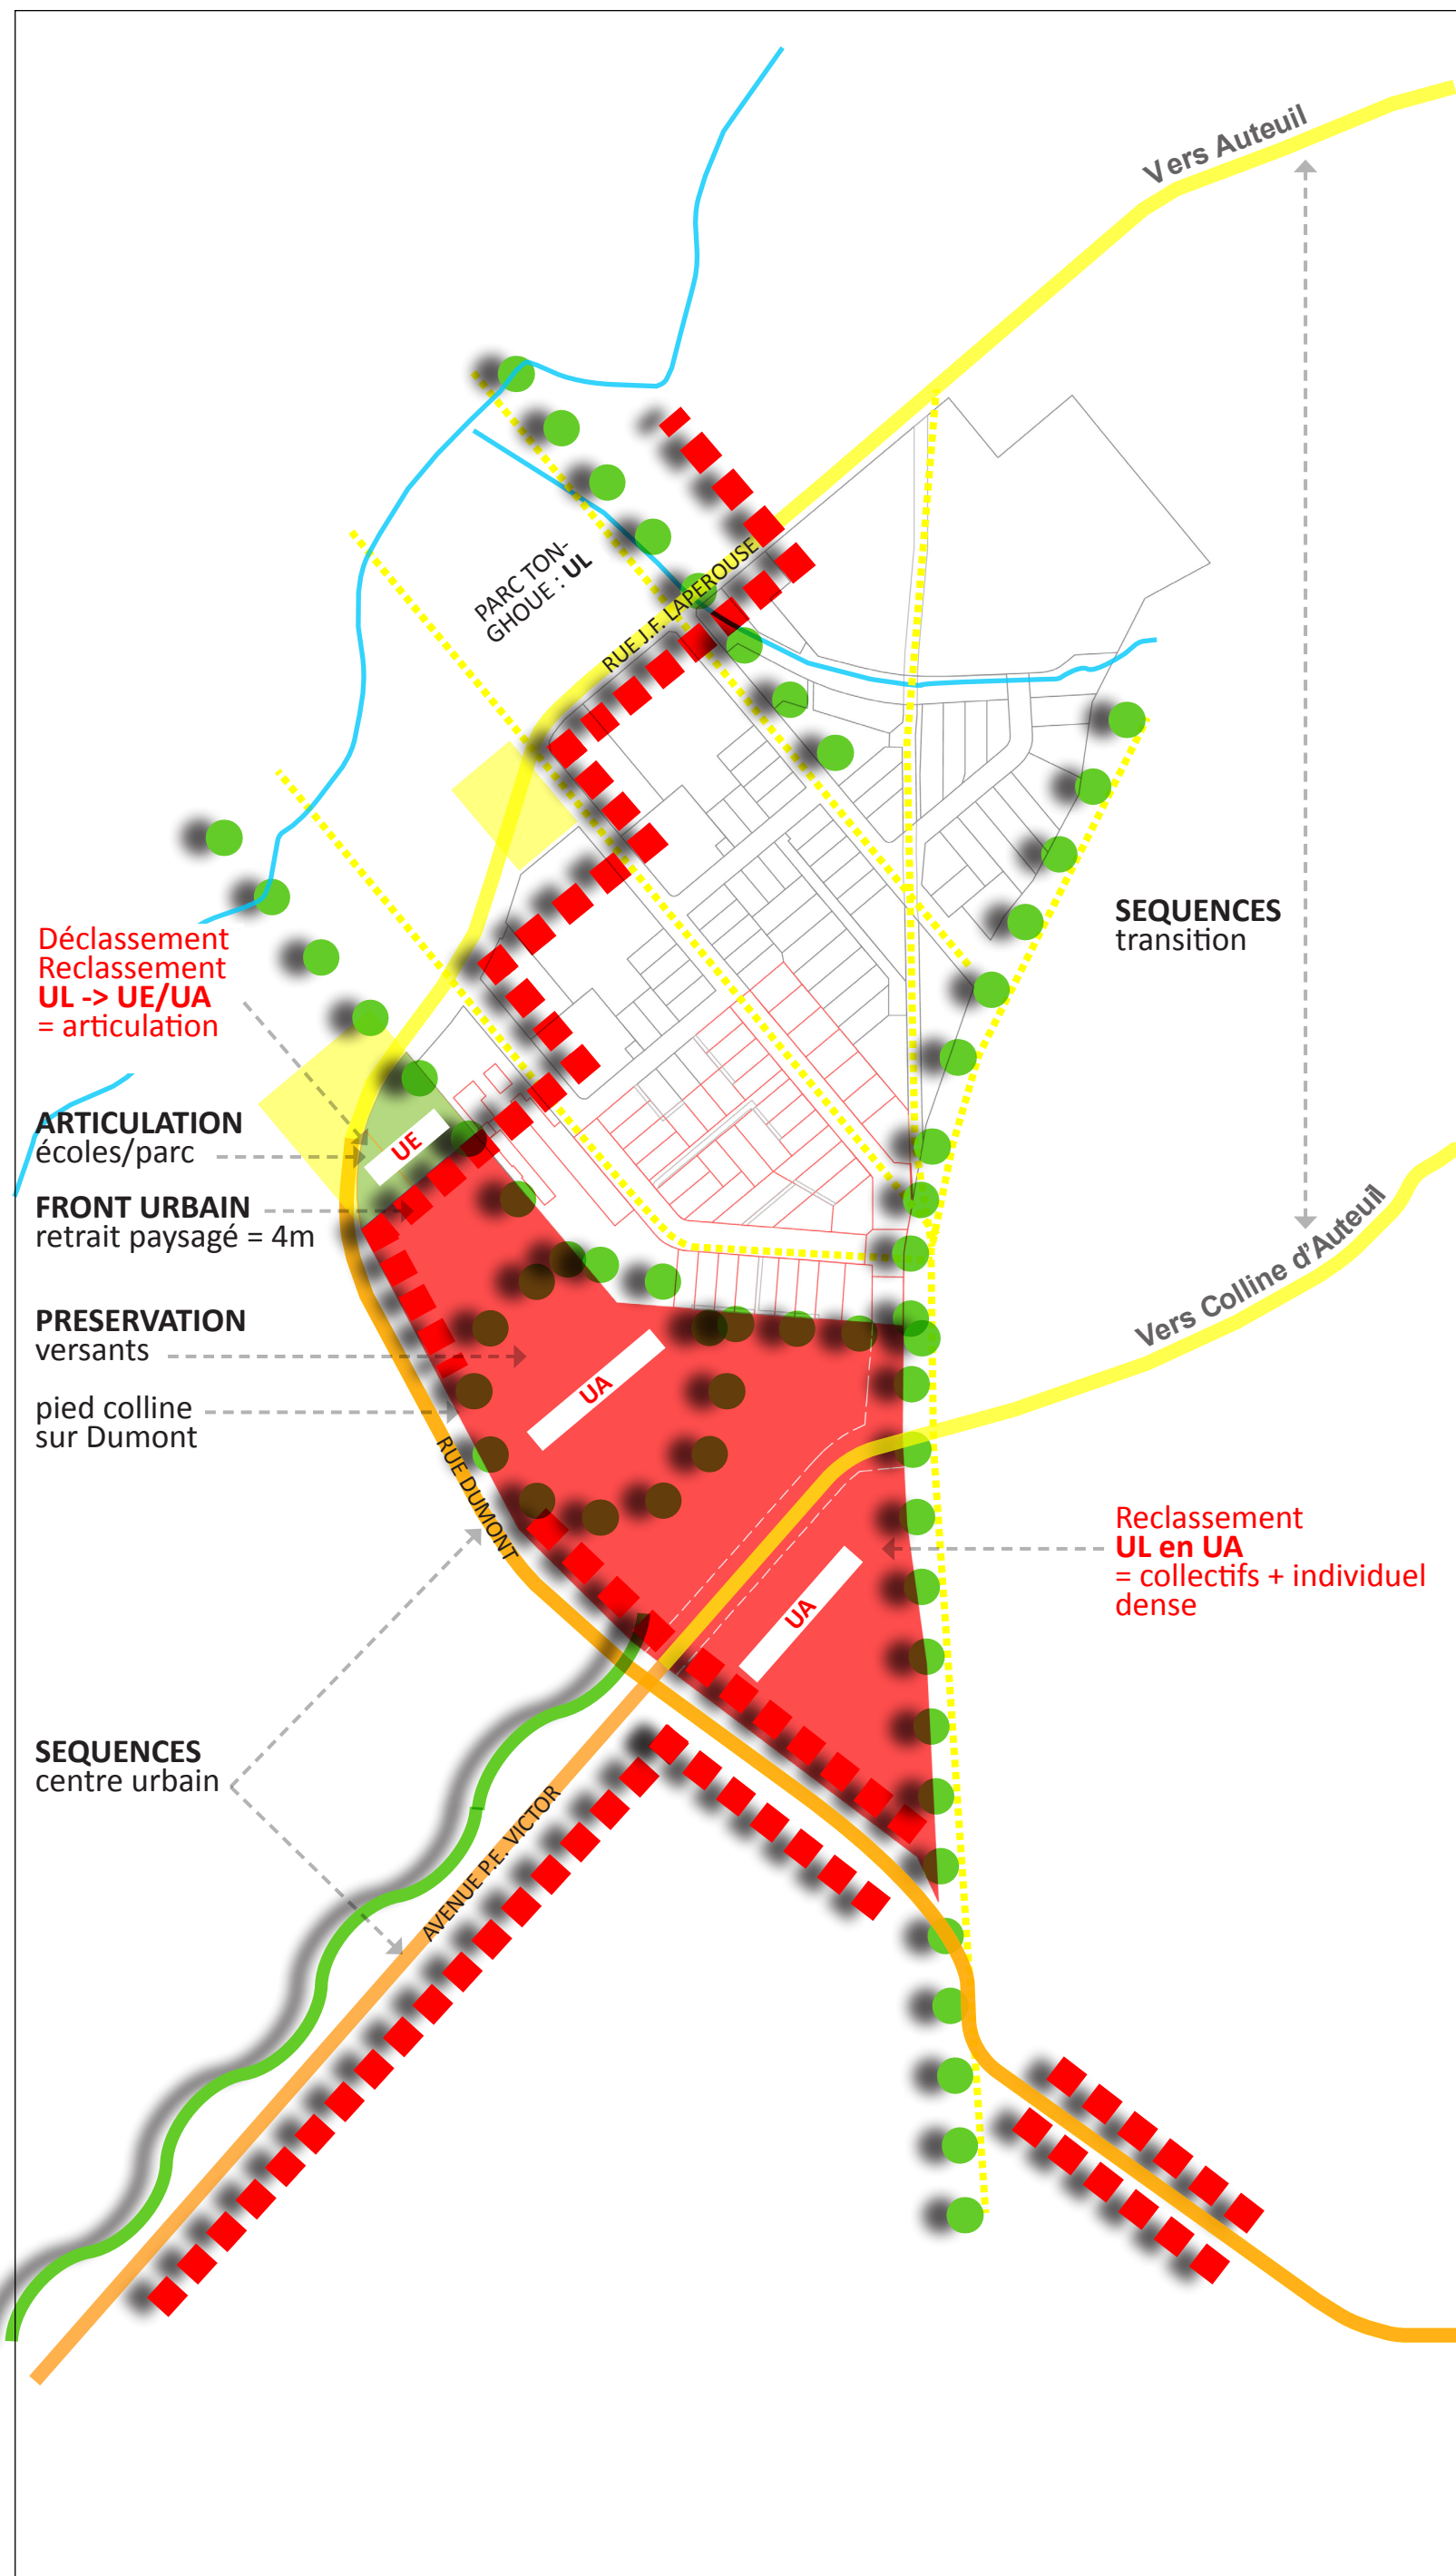 Vers Auteuil
PARC TON-
GHOUE : UL
RUE J.F. LAPEROUSE
SEQUENCES
transition
Déclassement
Reclassement
UL -> UE/UA
= articulation
ARTICULATION
écoles/parc
UE
FRONT URBAIN
retrait paysagé = 4m
Vers Colline d'Auteuil
PRESERVATION
versants
UA
pied colline
sur Dumont
RUE DUMONT
Reclassement
UL en UA
= collectifs + individuel
dense
UA
SEQUENCES
centre urbain
AVENUE P.E. VICTOR